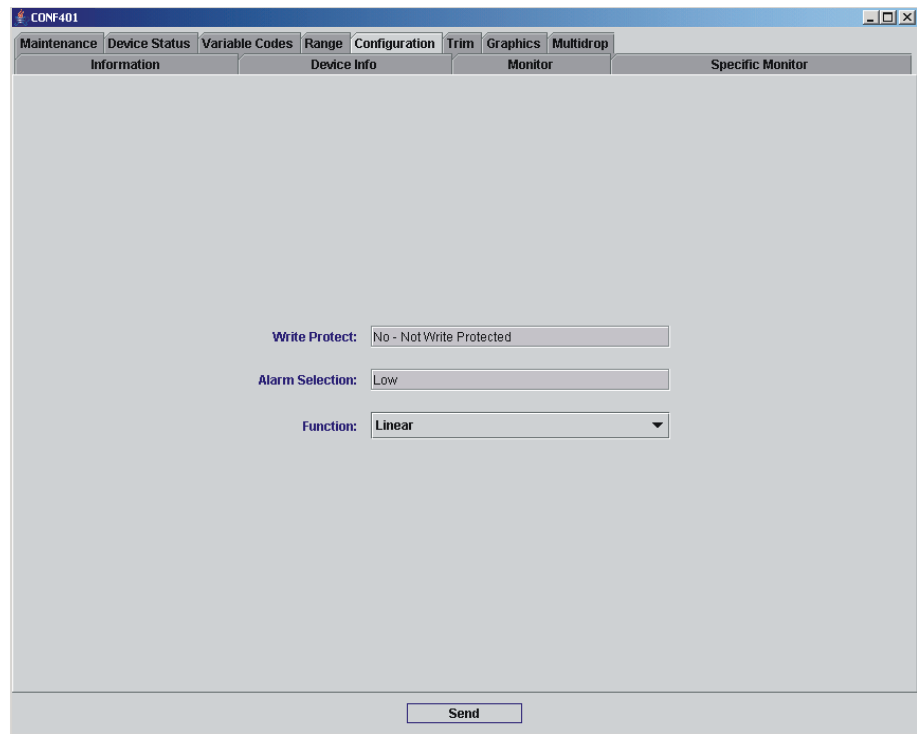 CONF401
Maintenance Device Status Variable Codes Range Configuration Trim Graphics Multidrop
Information Device Info Monitor Specific Monitor
Write Protect: No - Not Write Protected
Alarm Selection: Low
Function: Linear
Send